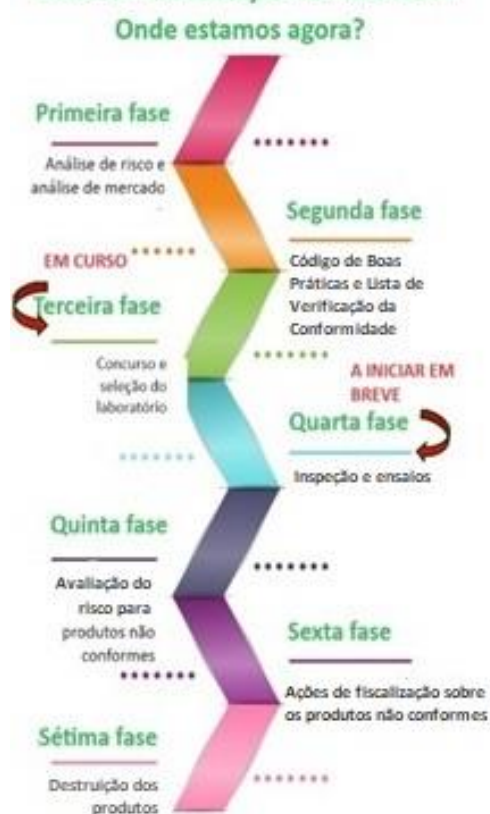 Onde estamos agora?
Primeira fase
Análise de risco e
análise de mercado
Segunda fase
Código de Boas
Práticas e Lista de
Verificação da
Conformidade
EM CURSO
Terceira fase
Concurso e
seleção do
laboratório
A INICIAR EM
BREVE
Quarta fase
Inspeção e ensaios
Quinta fase
Avaliação do
risco para
produtos não
conformes
Sexta fase
Ações de fiscalização sobre
os produtos não conformes
Sétima fase
Destruição dos
produtos